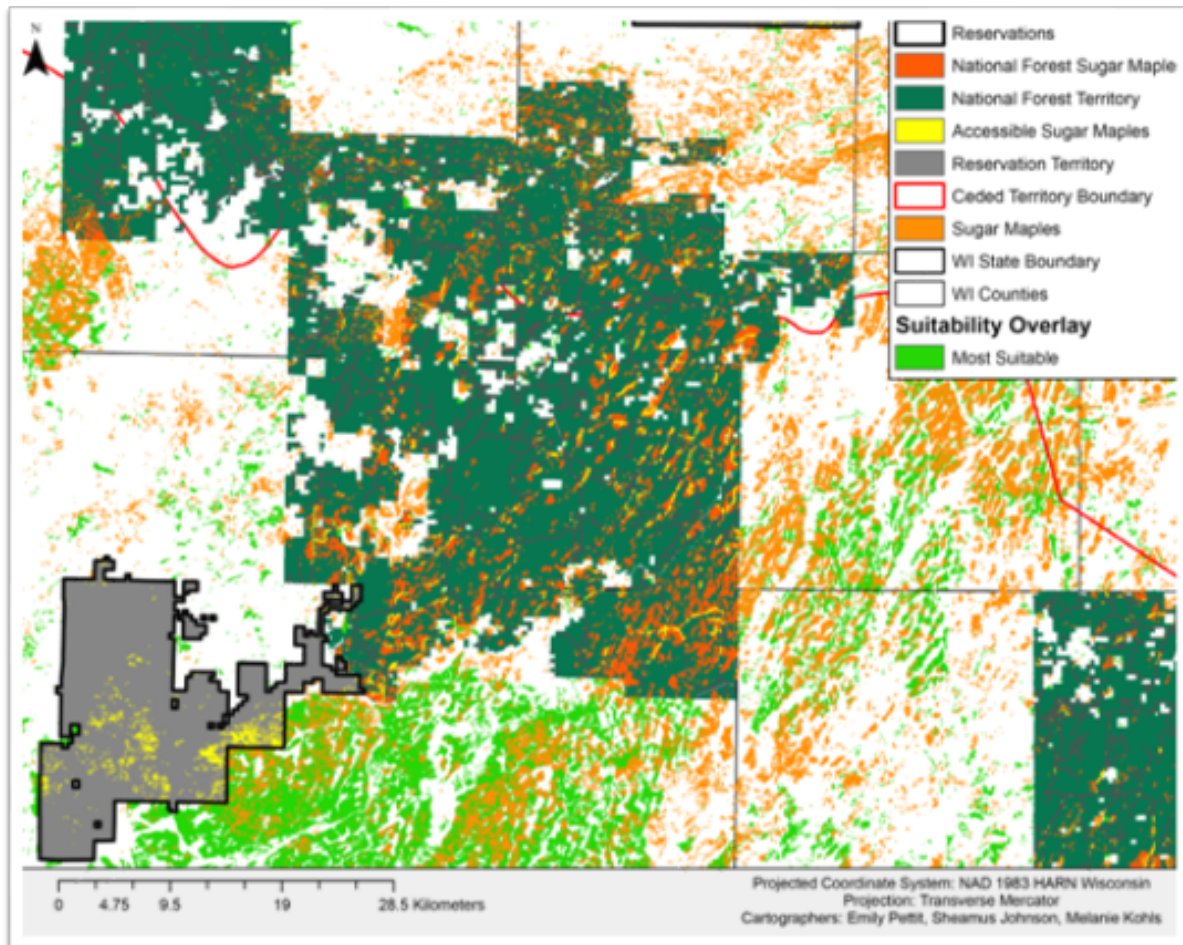 N
Reservations
National Forest Sugar Maple
National Forest Territory
Accessible Sugar Maples
Reservation Territory
Ceded Territory Boundary
Sugar Maples
WI State Boundary
WI Counties
Suitability Overlay
Most Suitable
0 4.75 9.5 19 28.5 Kilometers
Projected Coordinate System: NAD 1983 HARN Wisconsin
Projection: Transverse Mercator
Cartographers: Emily Pettit, Sheamus Johnson, Melanie Kohls